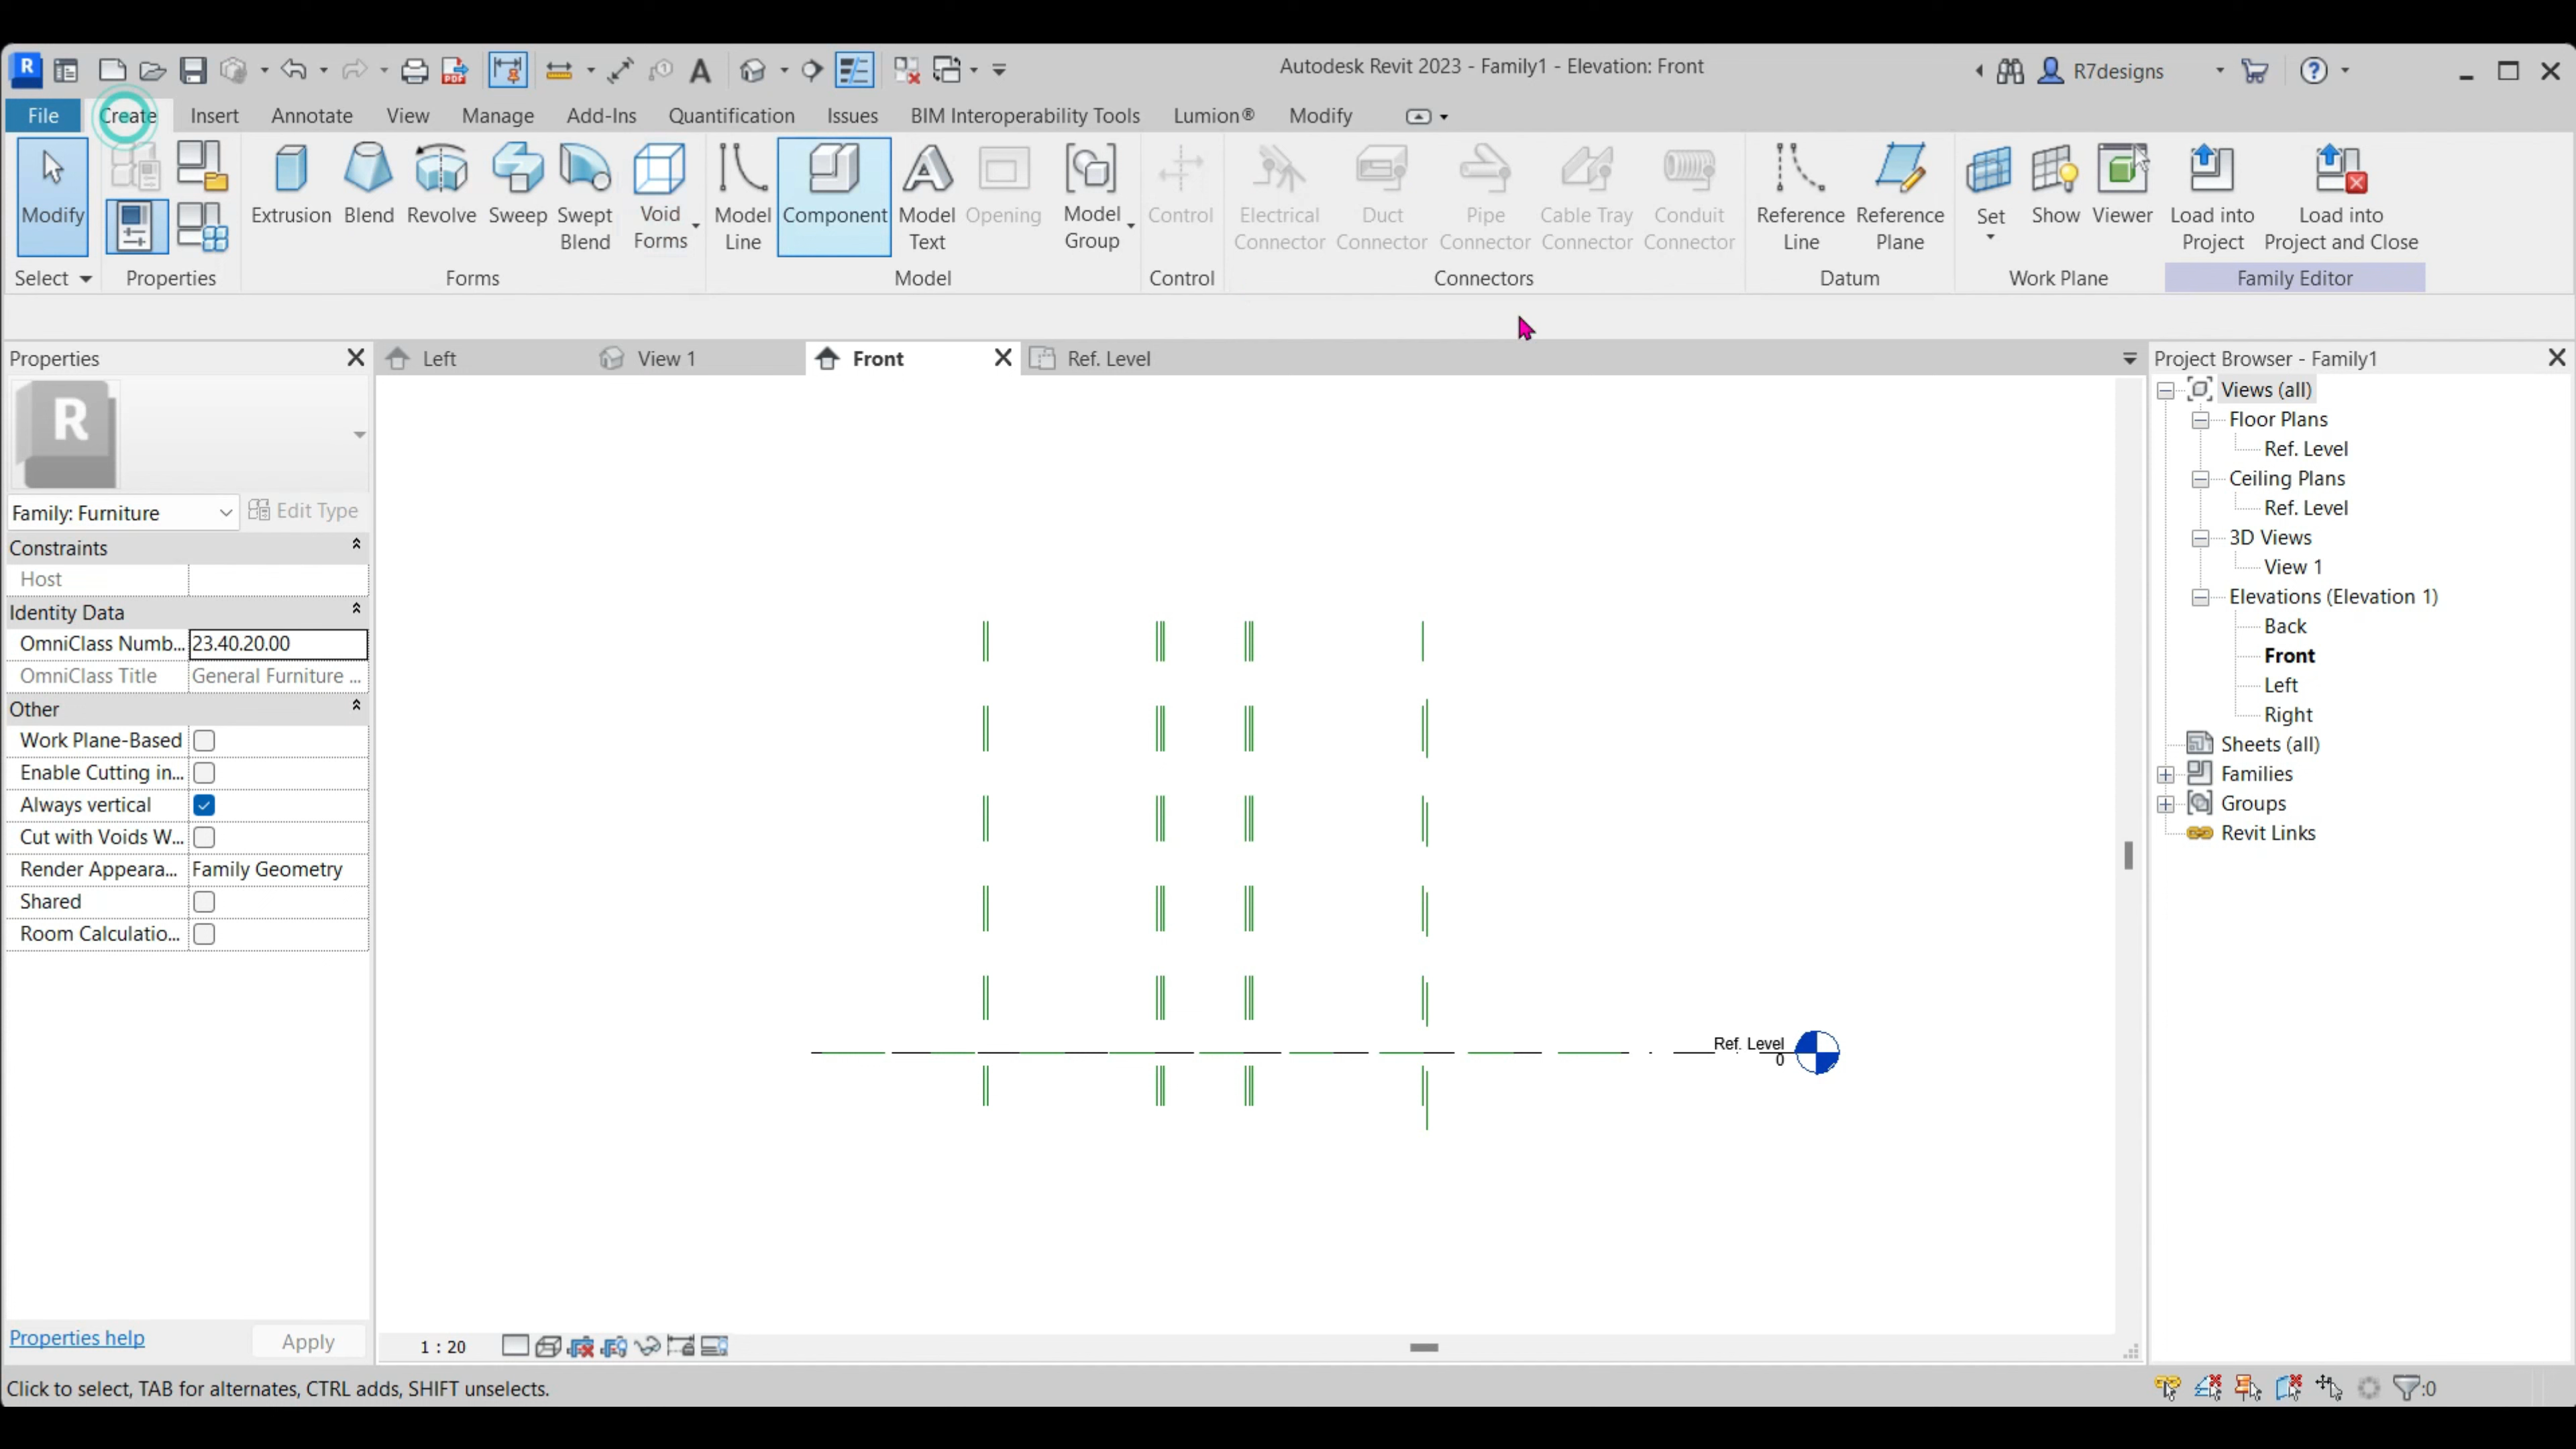 Autodesk Revit 2023 - Family1 - Elevation: Front
R7designs
File
Create
Insert
Annotate
View
Manage
Add-Ins
Quantification
Issues
BIM Interoperability Tools
Lumion®
Modify
Modify
Extrusion
Blend
Revolve
Sweep
Swept
Blend
Void
Forms
Model
Line
Component
Model
Text
Opening
Model
Group
Control
Electrical
Connector
Duct
Connector
Pipe
Connector
Cable Tray
Connector
Conduit
Connector
Reference
Line
Reference
Plane
Set
Show
Viewer
Load into
Project
Load into
Project and Close
Select
Properties
Forms
Model
Control
Connectors
Datum
Work Plane
Family Editor
Properties
Left
View 1
Front
Ref. Level
Project Browser - Family1
R
Family: Furniture
Edit Type
Constraints
Host
Identity Data
OmniClass Numb... 23.40.20.00
OmniClass Title General Furniture ...
Other
Work Plane-Based
Enable Cutting in...
Always vertical
Cut with Voids W...
Render Appeara... Family Geometry
Shared
Room Calculatio...
Properties help
Apply
Ref. Level
0
1 : 20
Views (all)
Floor Plans
Ref. Level
Ceiling Plans
Ref. Level
3D Views
View 1
Elevations (Elevation 1)
Back
Front
Left
Right
Sheets (all)
Families
Groups
Revit Links
Click to select, TAB for alternates, CTRL adds, SHIFT unselects.
:0